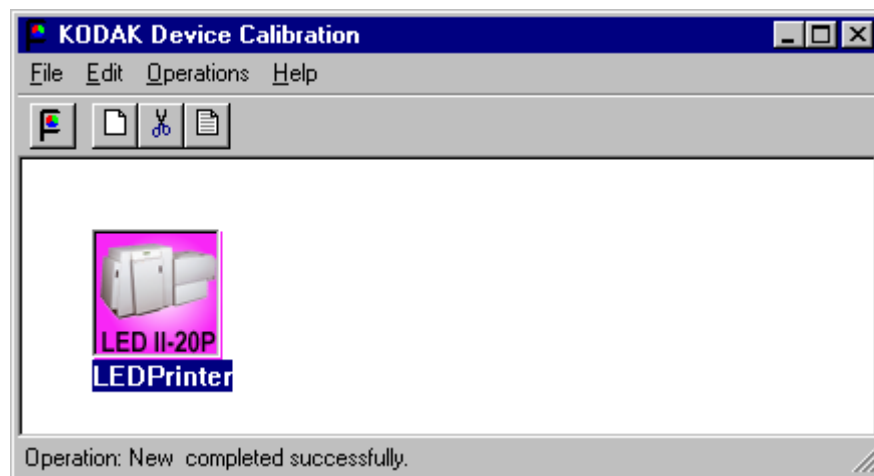 KODAK Device Calibration
File Edit Operations Help
LED II-20P
LEDPrinter
Operation: New completed successfully.